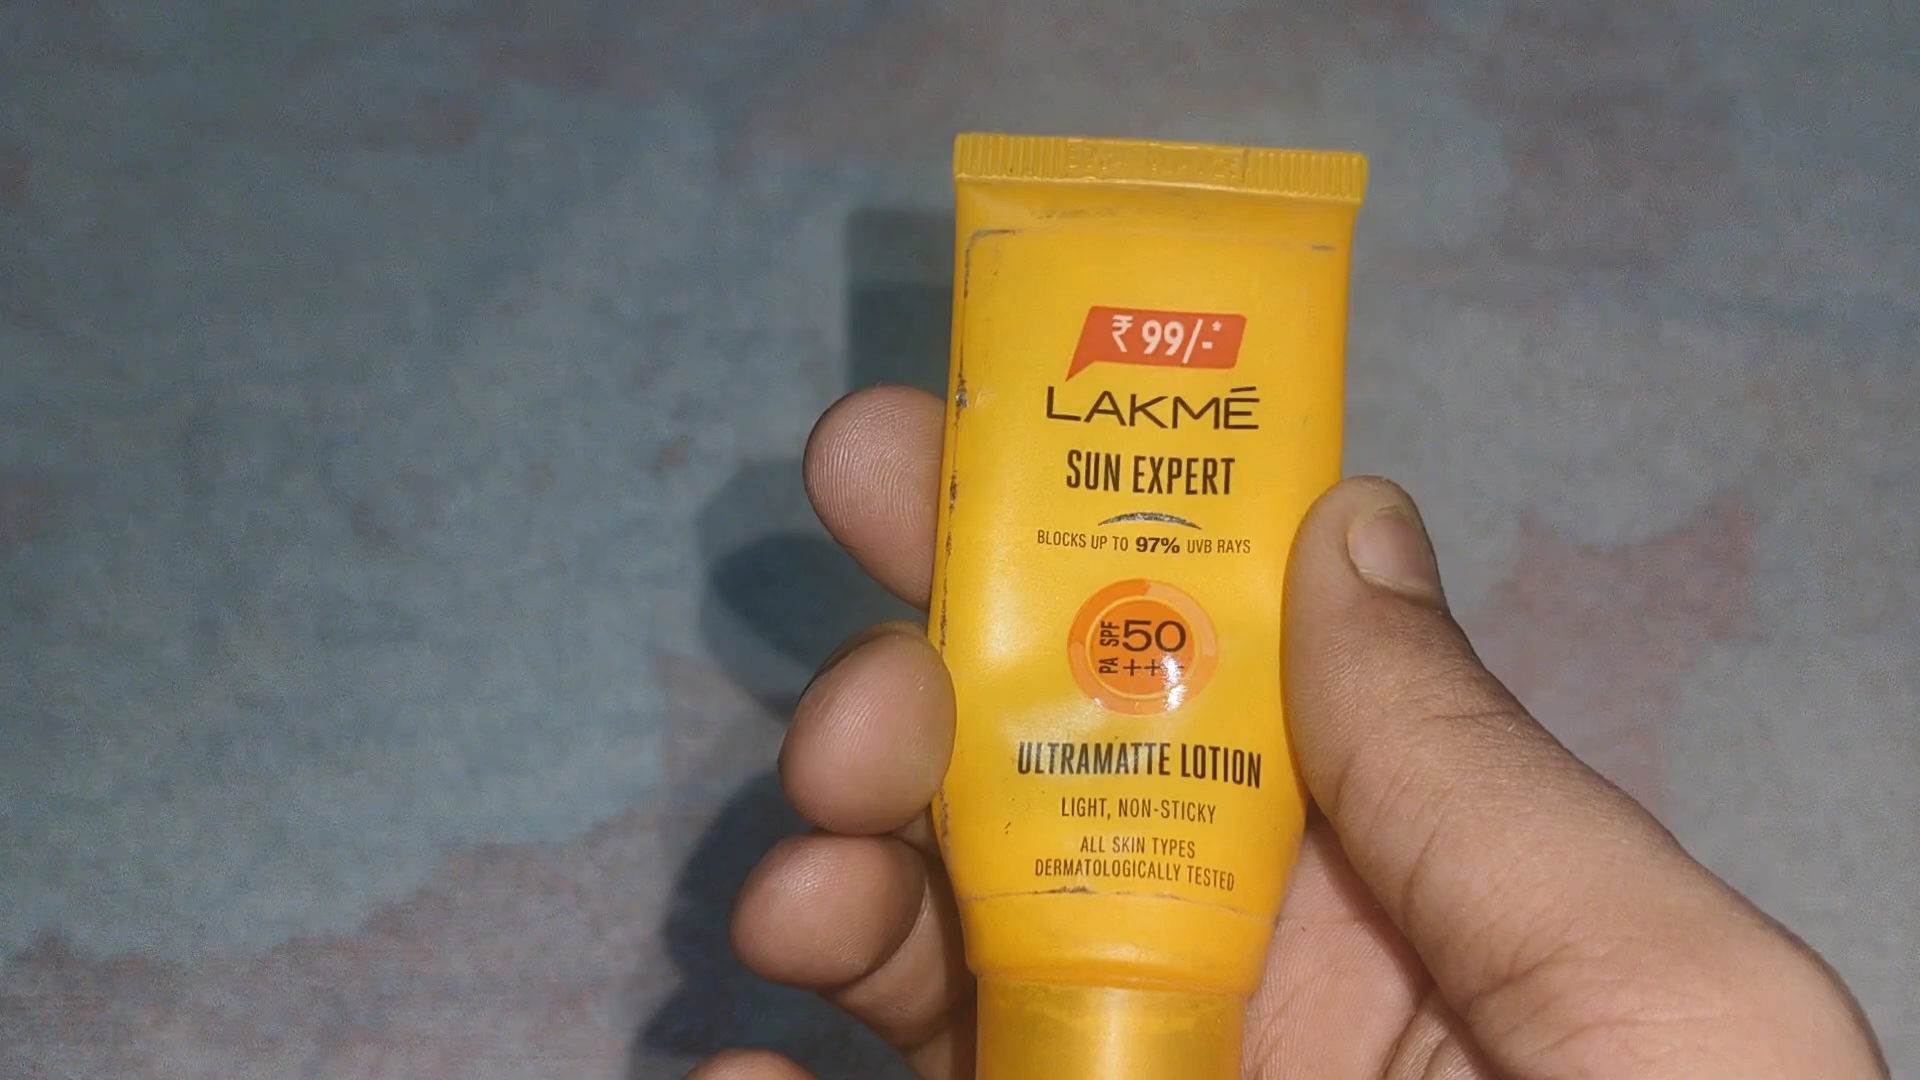 ₹ 99/-*
LAKMÉ
SUN EXPERT
BLOCKS UP TO 97% UVB RAYS
SPF 50
PA +++
ULTRAMATTE LOTION
LIGHT, NON-STICKY
ALL SKIN TYPES
DERMATOLOGICALLY TESTED